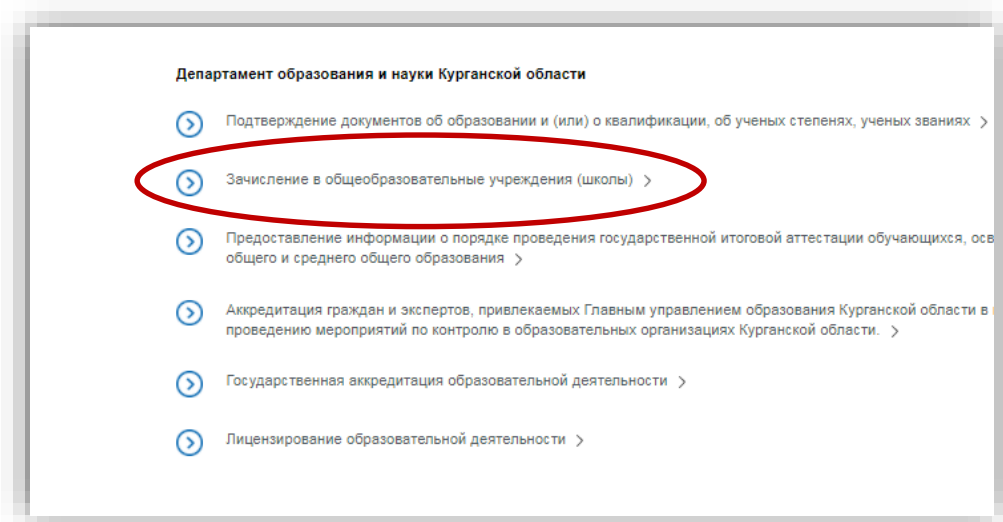 Департамент образования и науки Курганской области
Подтверждение документов об образовании и (или) о квалификации, об ученых степенях, ученых званиях >
Зачисление в общеобразовательные учреждения (школы) >
Предоставление информации о порядке проведения государственной итоговой аттестации обучающихся, осв
общего и среднего общего образования >
Аккредитация граждан и экспертов, привлекаемых Главным управлением образования Курганской области в
проведению мероприятий по контролю в образовательных организациях Курганской области. >
Государственная аккредитация образовательной деятельности >
Лицензирование образовательной деятельности >